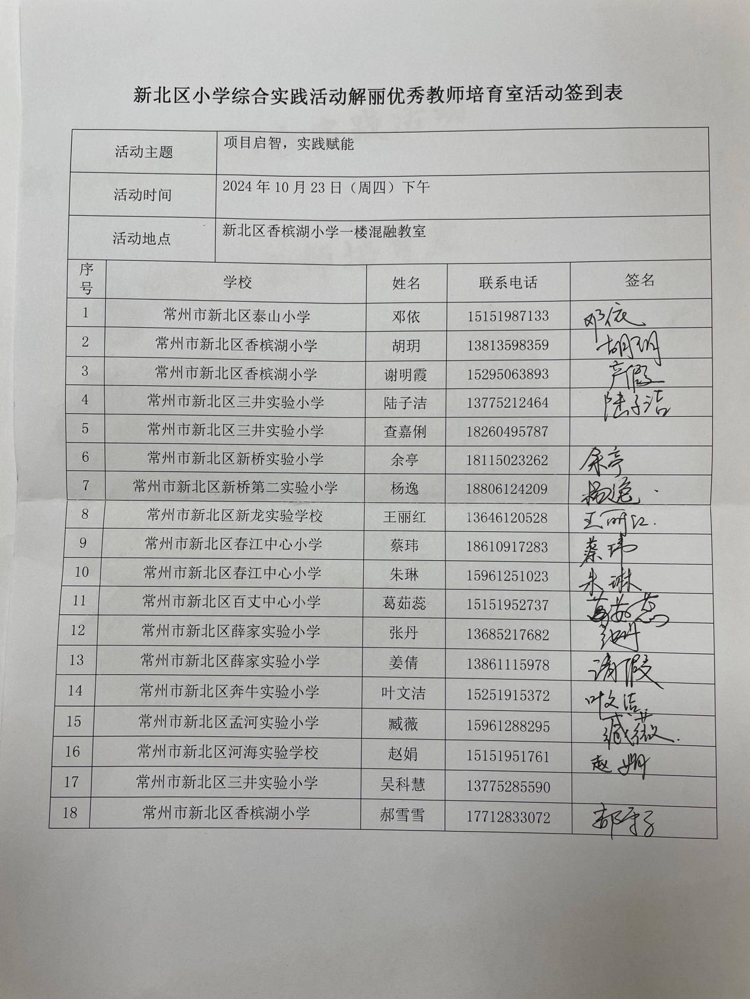 新北区小学综合实践活动解丽优秀教师培育室活动签到表
活动主题 项目启智，实践赋能
活动时间 2024年10月23日（周四）下午
活动地点 新北区香槟湖小学一楼混融教室
序号 学校 姓名 联系电话 签名
1 常州市新北区泰山小学 邓依 15151987133 邓依
2 常州市新北区香槟湖小学 胡玥 13813598359 胡玥
3 常州市新北区香槟湖小学 谢明霞 15295063893 产假
4 常州市新北区三井实验小学 陆子洁 13775212464 陆子洁
5 常州市新北区三井实验小学 查嘉俐 18260495787
6 常州市新北区新桥实验小学 余亭 18115023262 余亭
7 常州市新北区新桥第二实验小学 杨逸 18806124209 杨逸
8 常州市新北区新龙实验学校 王丽红 13646120528 王丽红
9 常州市新北区春江中心小学 蔡玮 18610917283 蔡玮
10 常州市新北区春江中心小学 朱琳 15961251023 朱琳
11 常州市新北区百丈中心小学 葛茹蕊 15151952737 葛茹蕊
12 常州市新北区薛家实验小学 张丹 13685217682 张丹
13 常州市新北区薛家实验小学 姜倩 13861115978 请假
14 常州市新北区奔牛实验小学 叶文洁 15251915372 叶文洁
15 常州市新北区孟河实验小学 臧薇 15961288295 臧薇
16 常州市新北区河海实验学校 赵娟 15151951761 赵娟
17 常州市新北区三井实验小学 吴科慧 13775285590
18 常州市新北区香槟湖小学 郝雪雪 17712833072 郝雪雪